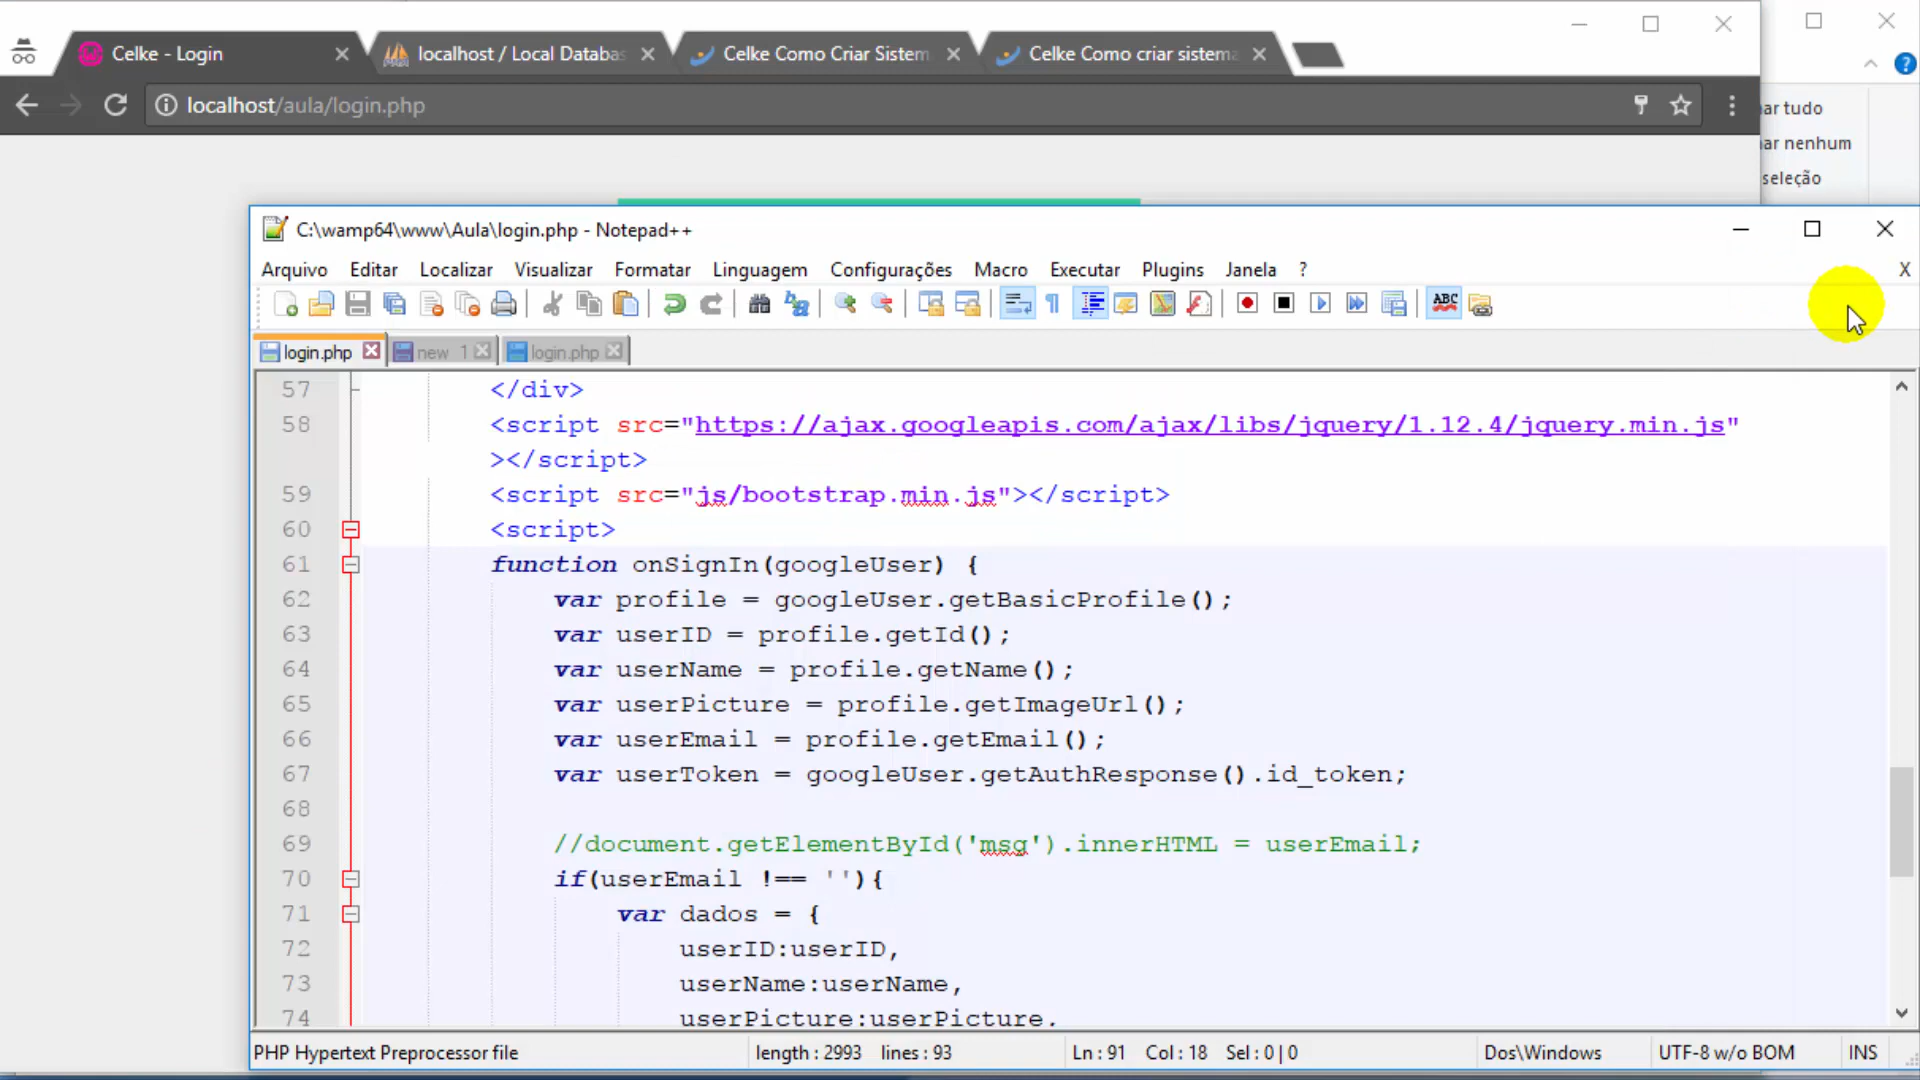 Celke - Login
localhost / Local Databas
Celke Como Criar Sistem
Celke Como criar sistema
localhost/aula/login.php
ar tudo
ar nenhum
seleção
C:\wamp64\www\Aula\login.php - Notepad++
Arquivo Editar Localizar Visualizar Formatar Linguagem Configurações Macro Executar Plugins Janela ?
X
ABC
login.php
new 1
login.php
57 </div>
58 <script src="https://ajax.googleapis.com/ajax/libs/jquery/1.12.4/jquery.min.js"
></script>
59 <script src="js/bootstrap.min.js"></script>
60 <script>
61 function onSignIn(googleUser) {
62 var profile = googleUser.getBasicProfile();
63 var userID = profile.getId();
64 var userName = profile.getName();
65 var userPicture = profile.getImageUrl();
66 var userEmail = profile.getEmail();
67 var userToken = googleUser.getAuthResponse().id_token;
68
69 //document.getElementById('msg').innerHTML = userEmail;
70 if(userEmail !== ''){
71 var dados = {
72 userID:userID,
73 userName:userName,
74 userPicture:userPicture,
PHP Hypertext Preprocessor file
length : 2993 lines : 93
Ln : 91 Col : 18 Sel : 0 | 0
Dos\Windows
UTF-8 w/o BOM
INS